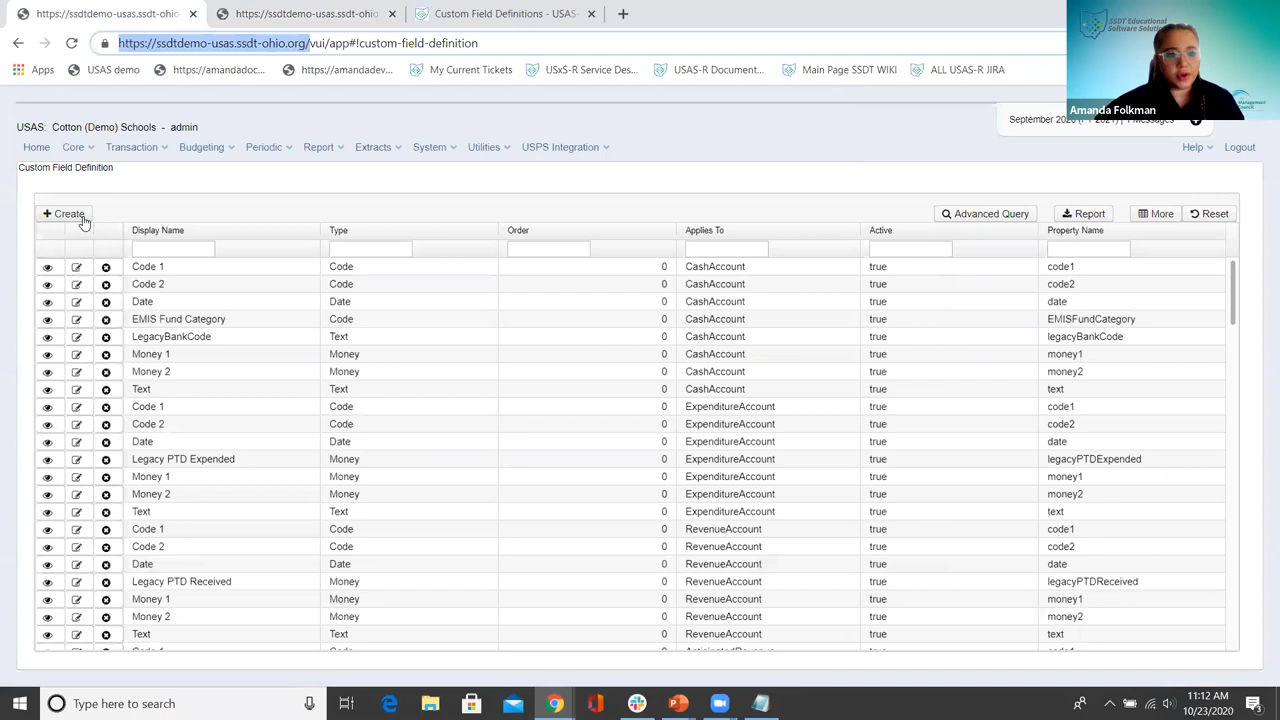 https://ssdtdemo-usas.ssdt-ohio.org/
https://ssdtdemo-usas.ssdt-ohio
Custom Field Definitions - USAS-
https://ssdtdemo-usas.ssdt-ohio.org/vui/app#!custom-field-definition
Apps
USAS demo
https://amandadoc...
https://amandadev...
My Current Tickets
USxS-R Service Des...
USAS-R Document...
Main Page SSDT WIKI
ALL USAS-R JIRA
SSDT Educational
Software Solutions
Management
Council
Amanda Folkman
USAS: Cotton (Demo) Schools - admin
Home Core Transaction Budgeting Periodic Report Extracts System Utilities USPS Integration Help Logout
Custom Field Definition
Create Advanced Query Report More Reset
Display Name Type Order Applies To Active Property Name
Code 1 Code 0 CashAccount true code1
Code 2 Code 0 CashAccount true code2
Date Date 0 CashAccount true date
EMIS Fund Category Code 0 CashAccount true EMISFundCategory
LegacyBankCode Text 0 CashAccount true legacyBankCode
Money 1 Money 0 CashAccount true money1
Money 2 Money 0 CashAccount true money2
Text Text 0 CashAccount true text
Code 1 Code 0 ExpenditureAccount true code1
Code 2 Code 0 ExpenditureAccount true code2
Date Date 0 ExpenditureAccount true date
Legacy PTD Expended Money 0 ExpenditureAccount true legacyPTDExpended
Money 1 Money 0 ExpenditureAccount true money1
Money 2 Money 0 ExpenditureAccount true money2
Text Text 0 ExpenditureAccount true text
Code 1 Code 0 RevenueAccount true code1
Code 2 Code 0 RevenueAccount true code2
Date Date 0 RevenueAccount true date
Legacy PTD Received Money 0 RevenueAccount true legacyPTDReceived
Money 1 Money 0 RevenueAccount true money1
Money 2 Money 0 RevenueAccount true money2
Text Text 0 RevenueAccount true text
Type here to search
11:12 AM
10/23/2020
3